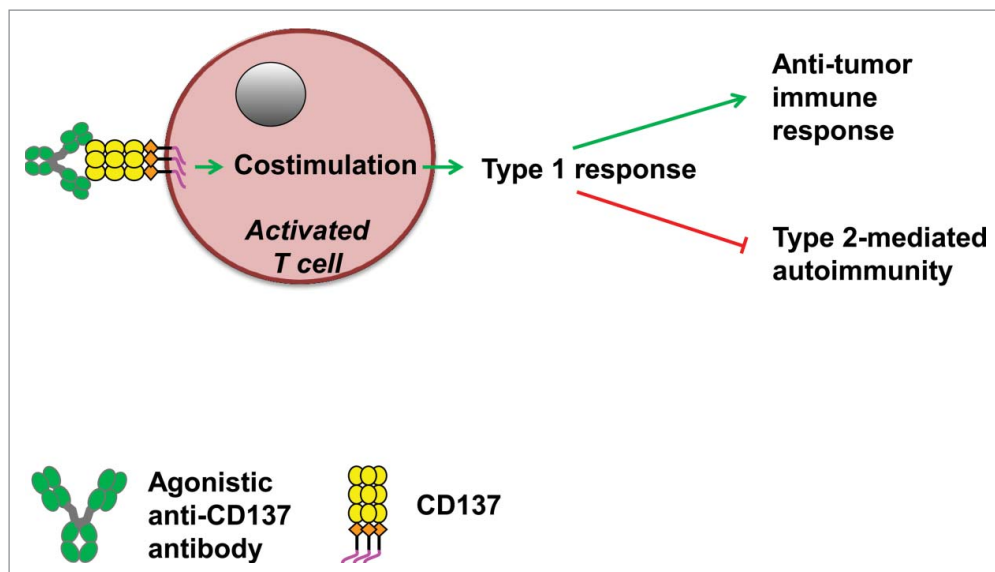 Anti-tumor
immune
response
Costimulation
Type 1 response
Activated
T cell
Type 2-mediated
autoimmunity
Agonistic
anti-CD137
antibody
CD137